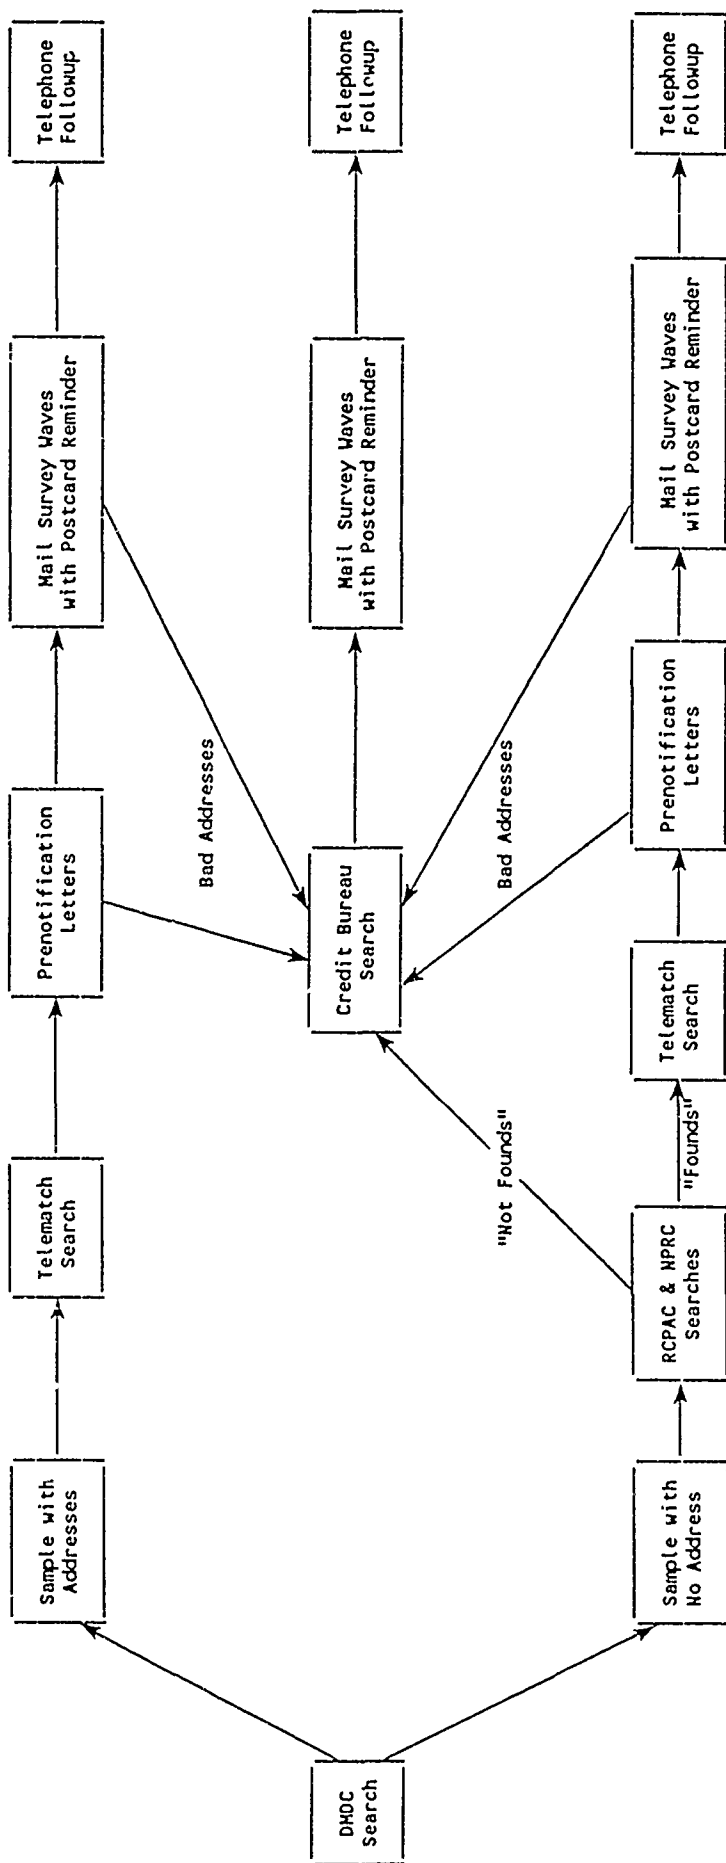 DMDC
Search
Sample with
Addresses
Telematch
Search
Prenotification
Letters
Mail Survey Waves
with Postcard Reminder
Telephone
Followup
Bad Addresses
Credit Bureau
Search
Mail Survey Waves
with Postcard Reminder
Telephone
Followup
"Not Founds"
Bad Addresses
Sample with
No Address
RCPAC & NPRC
Searches
"Founds"
Telematch
Search
Prenotification
Letters
Mail Survey Waves
with Postcard Reminder
Telephone
Followup